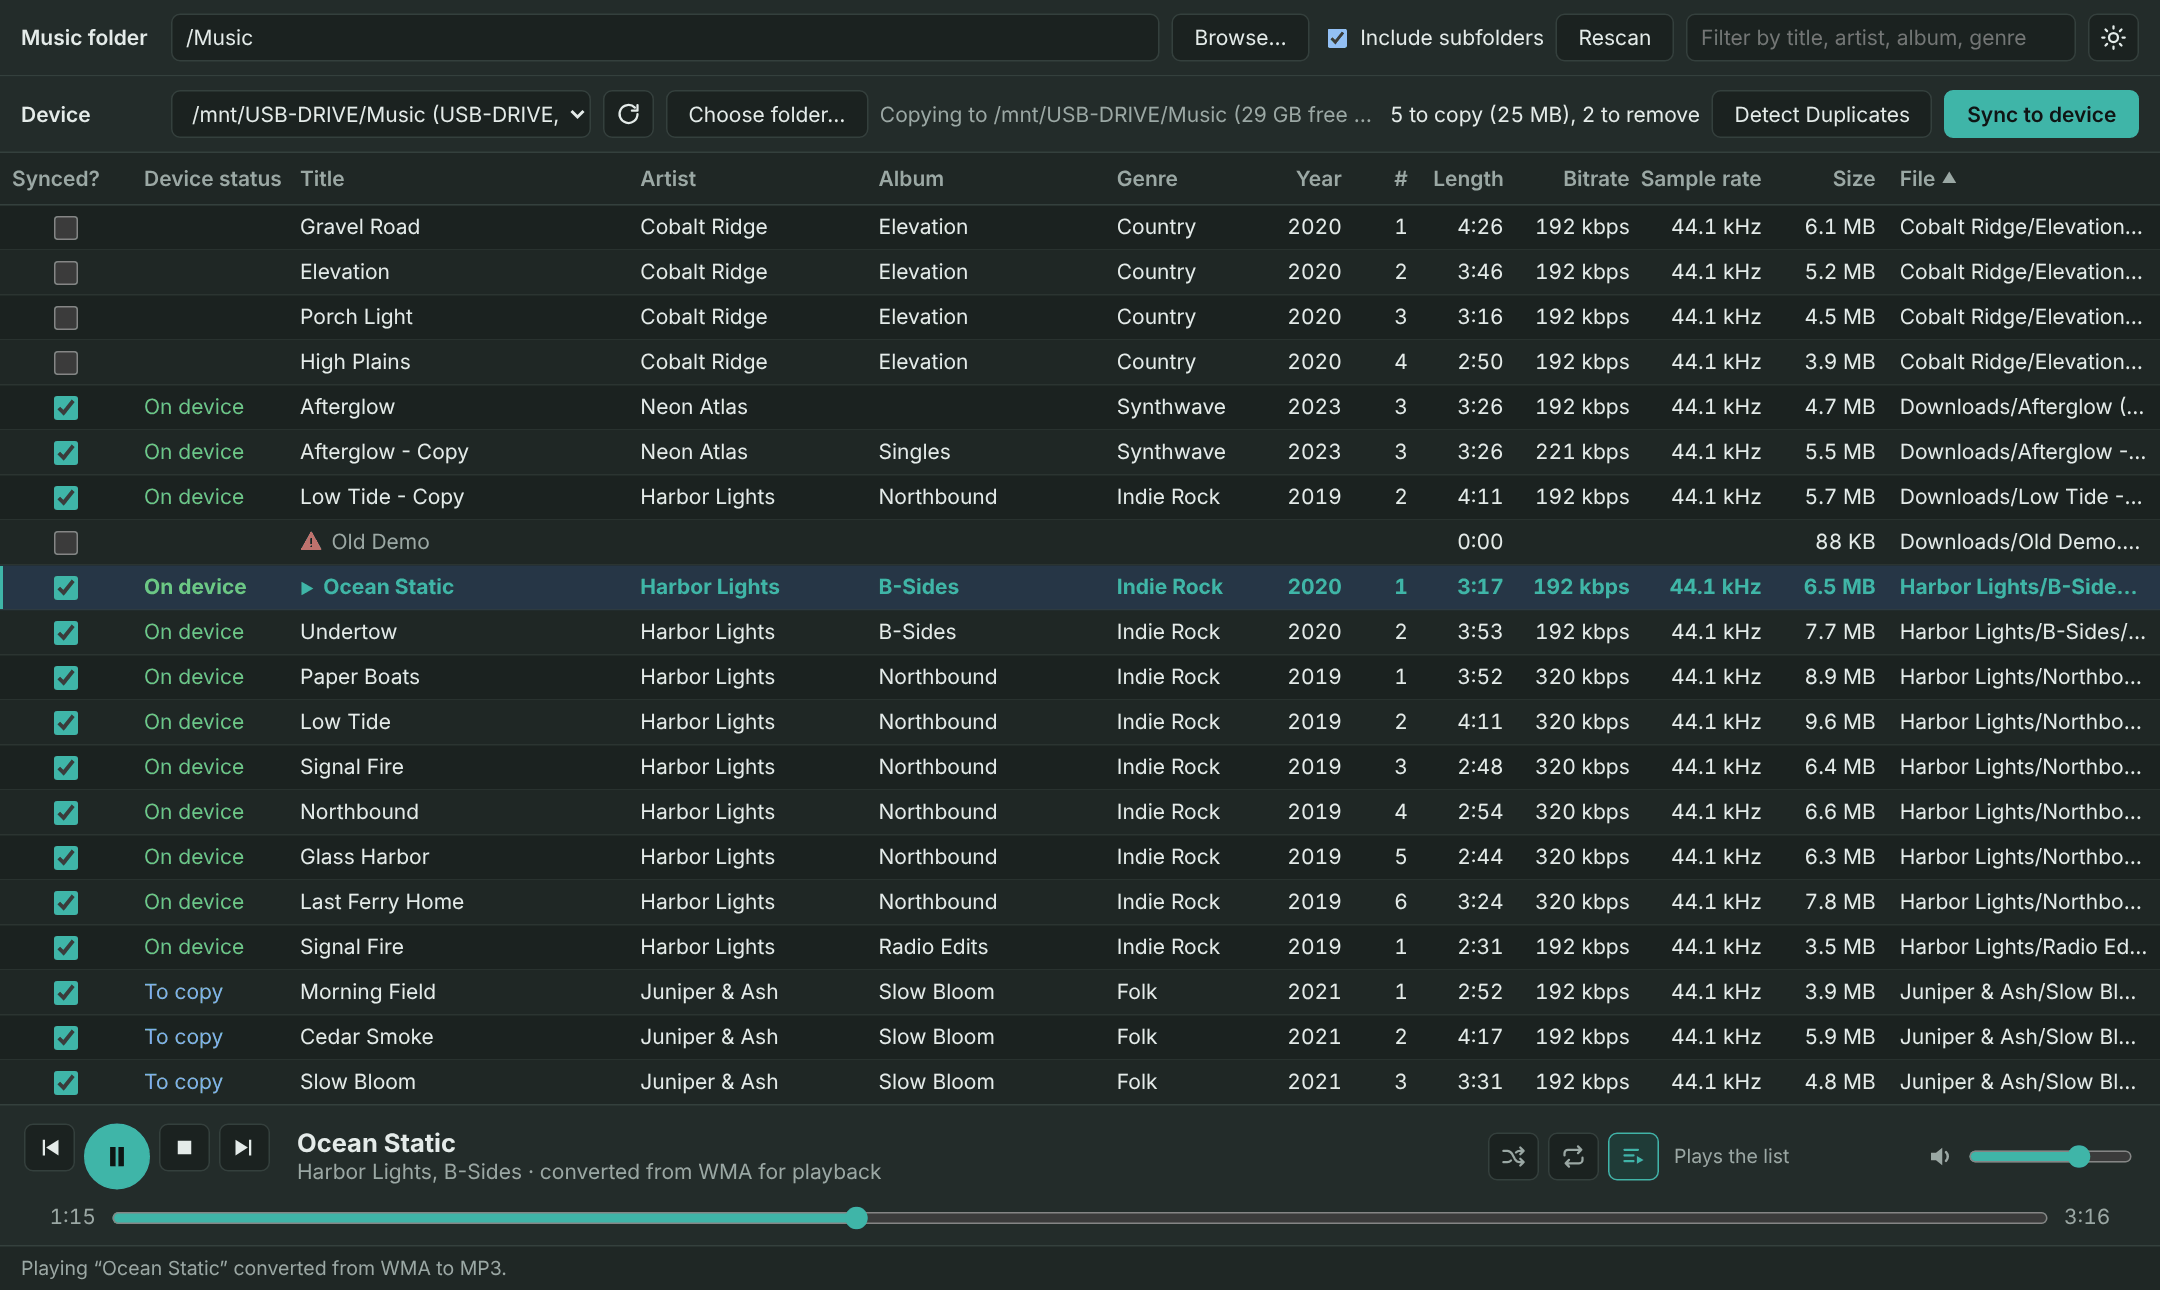 Music folder /Music Browse... Include subfolders Rescan Filter by title, artist, album, genre
Device /mnt/USB-DRIVE/Music (USB-DRIVE, Choose folder... Copying to /mnt/USB-DRIVE/Music (29 GB free ... 5 to copy (25 MB), 2 to remove Detect Duplicates Sync to device
Synced? Device status Title Artist Album Genre Year # Length Bitrate Sample rate Size File ▲
Gravel Road Cobalt Ridge Elevation Country 2020 1 4:26 192 kbps 44.1 kHz 6.1 MB Cobalt Ridge/Elevation...
Elevation Cobalt Ridge Elevation Country 2020 2 3:46 192 kbps 44.1 kHz 5.2 MB Cobalt Ridge/Elevation...
Porch Light Cobalt Ridge Elevation Country 2020 3 3:16 192 kbps 44.1 kHz 4.5 MB Cobalt Ridge/Elevation...
High Plains Cobalt Ridge Elevation Country 2020 4 2:50 192 kbps 44.1 kHz 3.9 MB Cobalt Ridge/Elevation...
On device Afterglow Neon Atlas Synthwave 2023 3 3:26 192 kbps 44.1 kHz 4.7 MB Downloads/Afterglow (...
On device Afterglow - Copy Neon Atlas Singles Synthwave 2023 3 3:26 221 kbps 44.1 kHz 5.5 MB Downloads/Afterglow -...
On device Low Tide - Copy Harbor Lights Northbound Indie Rock 2019 2 4:11 192 kbps 44.1 kHz 5.7 MB Downloads/Low Tide -...
Old Demo 0:00 88 KB Downloads/Old Demo....
On device Ocean Static Harbor Lights B-Sides Indie Rock 2020 1 3:17 192 kbps 44.1 kHz 6.5 MB Harbor Lights/B-Side...
On device Undertow Harbor Lights B-Sides Indie Rock 2020 2 3:53 192 kbps 44.1 kHz 7.7 MB Harbor Lights/B-Sides/...
On device Paper Boats Harbor Lights Northbound Indie Rock 2019 1 3:52 320 kbps 44.1 kHz 8.9 MB Harbor Lights/Northbo...
On device Low Tide Harbor Lights Northbound Indie Rock 2019 2 4:11 320 kbps 44.1 kHz 9.6 MB Harbor Lights/Northbo...
On device Signal Fire Harbor Lights Northbound Indie Rock 2019 3 2:48 320 kbps 44.1 kHz 6.4 MB Harbor Lights/Northbo...
On device Northbound Harbor Lights Northbound Indie Rock 2019 4 2:54 320 kbps 44.1 kHz 6.6 MB Harbor Lights/Northbo...
On device Glass Harbor Harbor Lights Northbound Indie Rock 2019 5 2:44 320 kbps 44.1 kHz 6.3 MB Harbor Lights/Northbo...
On device Last Ferry Home Harbor Lights Northbound Indie Rock 2019 6 3:24 320 kbps 44.1 kHz 7.8 MB Harbor Lights/Northbo...
On device Signal Fire Harbor Lights Radio Edits Indie Rock 2019 1 2:31 192 kbps 44.1 kHz 3.5 MB Harbor Lights/Radio Ed...
To copy Morning Field Juniper & Ash Slow Bloom Folk 2021 1 2:52 192 kbps 44.1 kHz 3.9 MB Juniper & Ash/Slow Bl...
To copy Cedar Smoke Juniper & Ash Slow Bloom Folk 2021 2 4:17 192 kbps 44.1 kHz 5.9 MB Juniper & Ash/Slow Bl...
To copy Slow Bloom Juniper & Ash Slow Bloom Folk 2021 3 3:31 192 kbps 44.1 kHz 4.8 MB Juniper & Ash/Slow Bl...
Ocean Static
Harbor Lights, B-Sides · converted from WMA for playback
Plays the list
1:15 3:16
Playing “Ocean Static” converted from WMA to MP3.